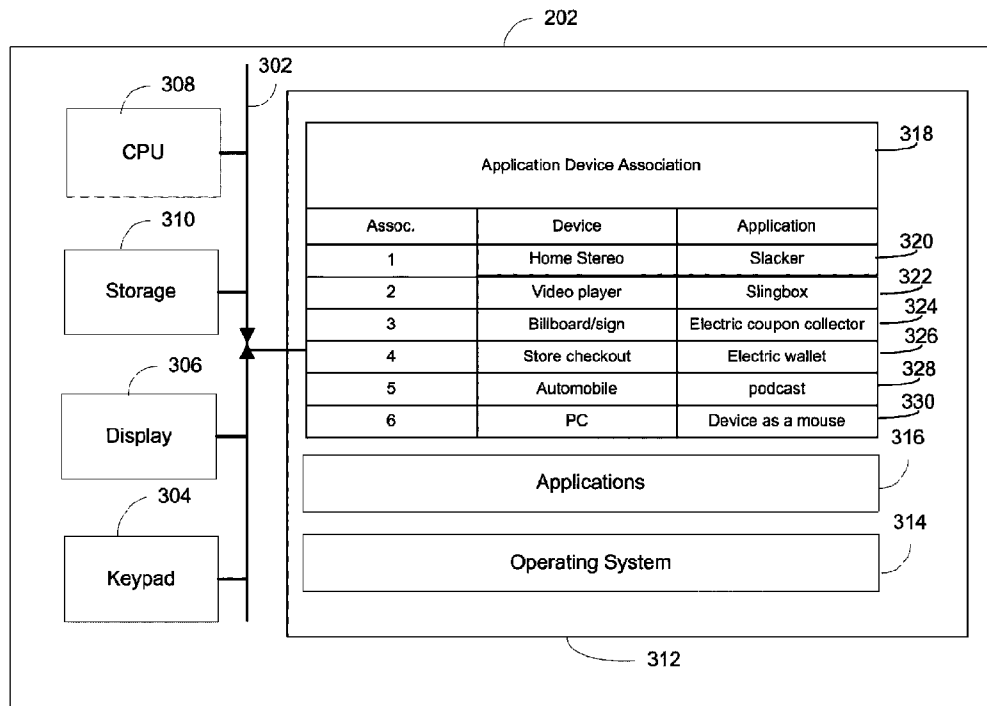 202
302
308
CPU
310
Storage
306
Display
304
Keypad
318
Application Device Association
Assoc. Device Application
1 Home Stereo Slacker 320
2 Video player Slingbox 322
3 Billboard/sign Electric coupon collector 324
4 Store checkout Electric wallet 326
5 Automobile podcast 328
6 PC Device as a mouse 330
316
Applications
314
Operating System
312